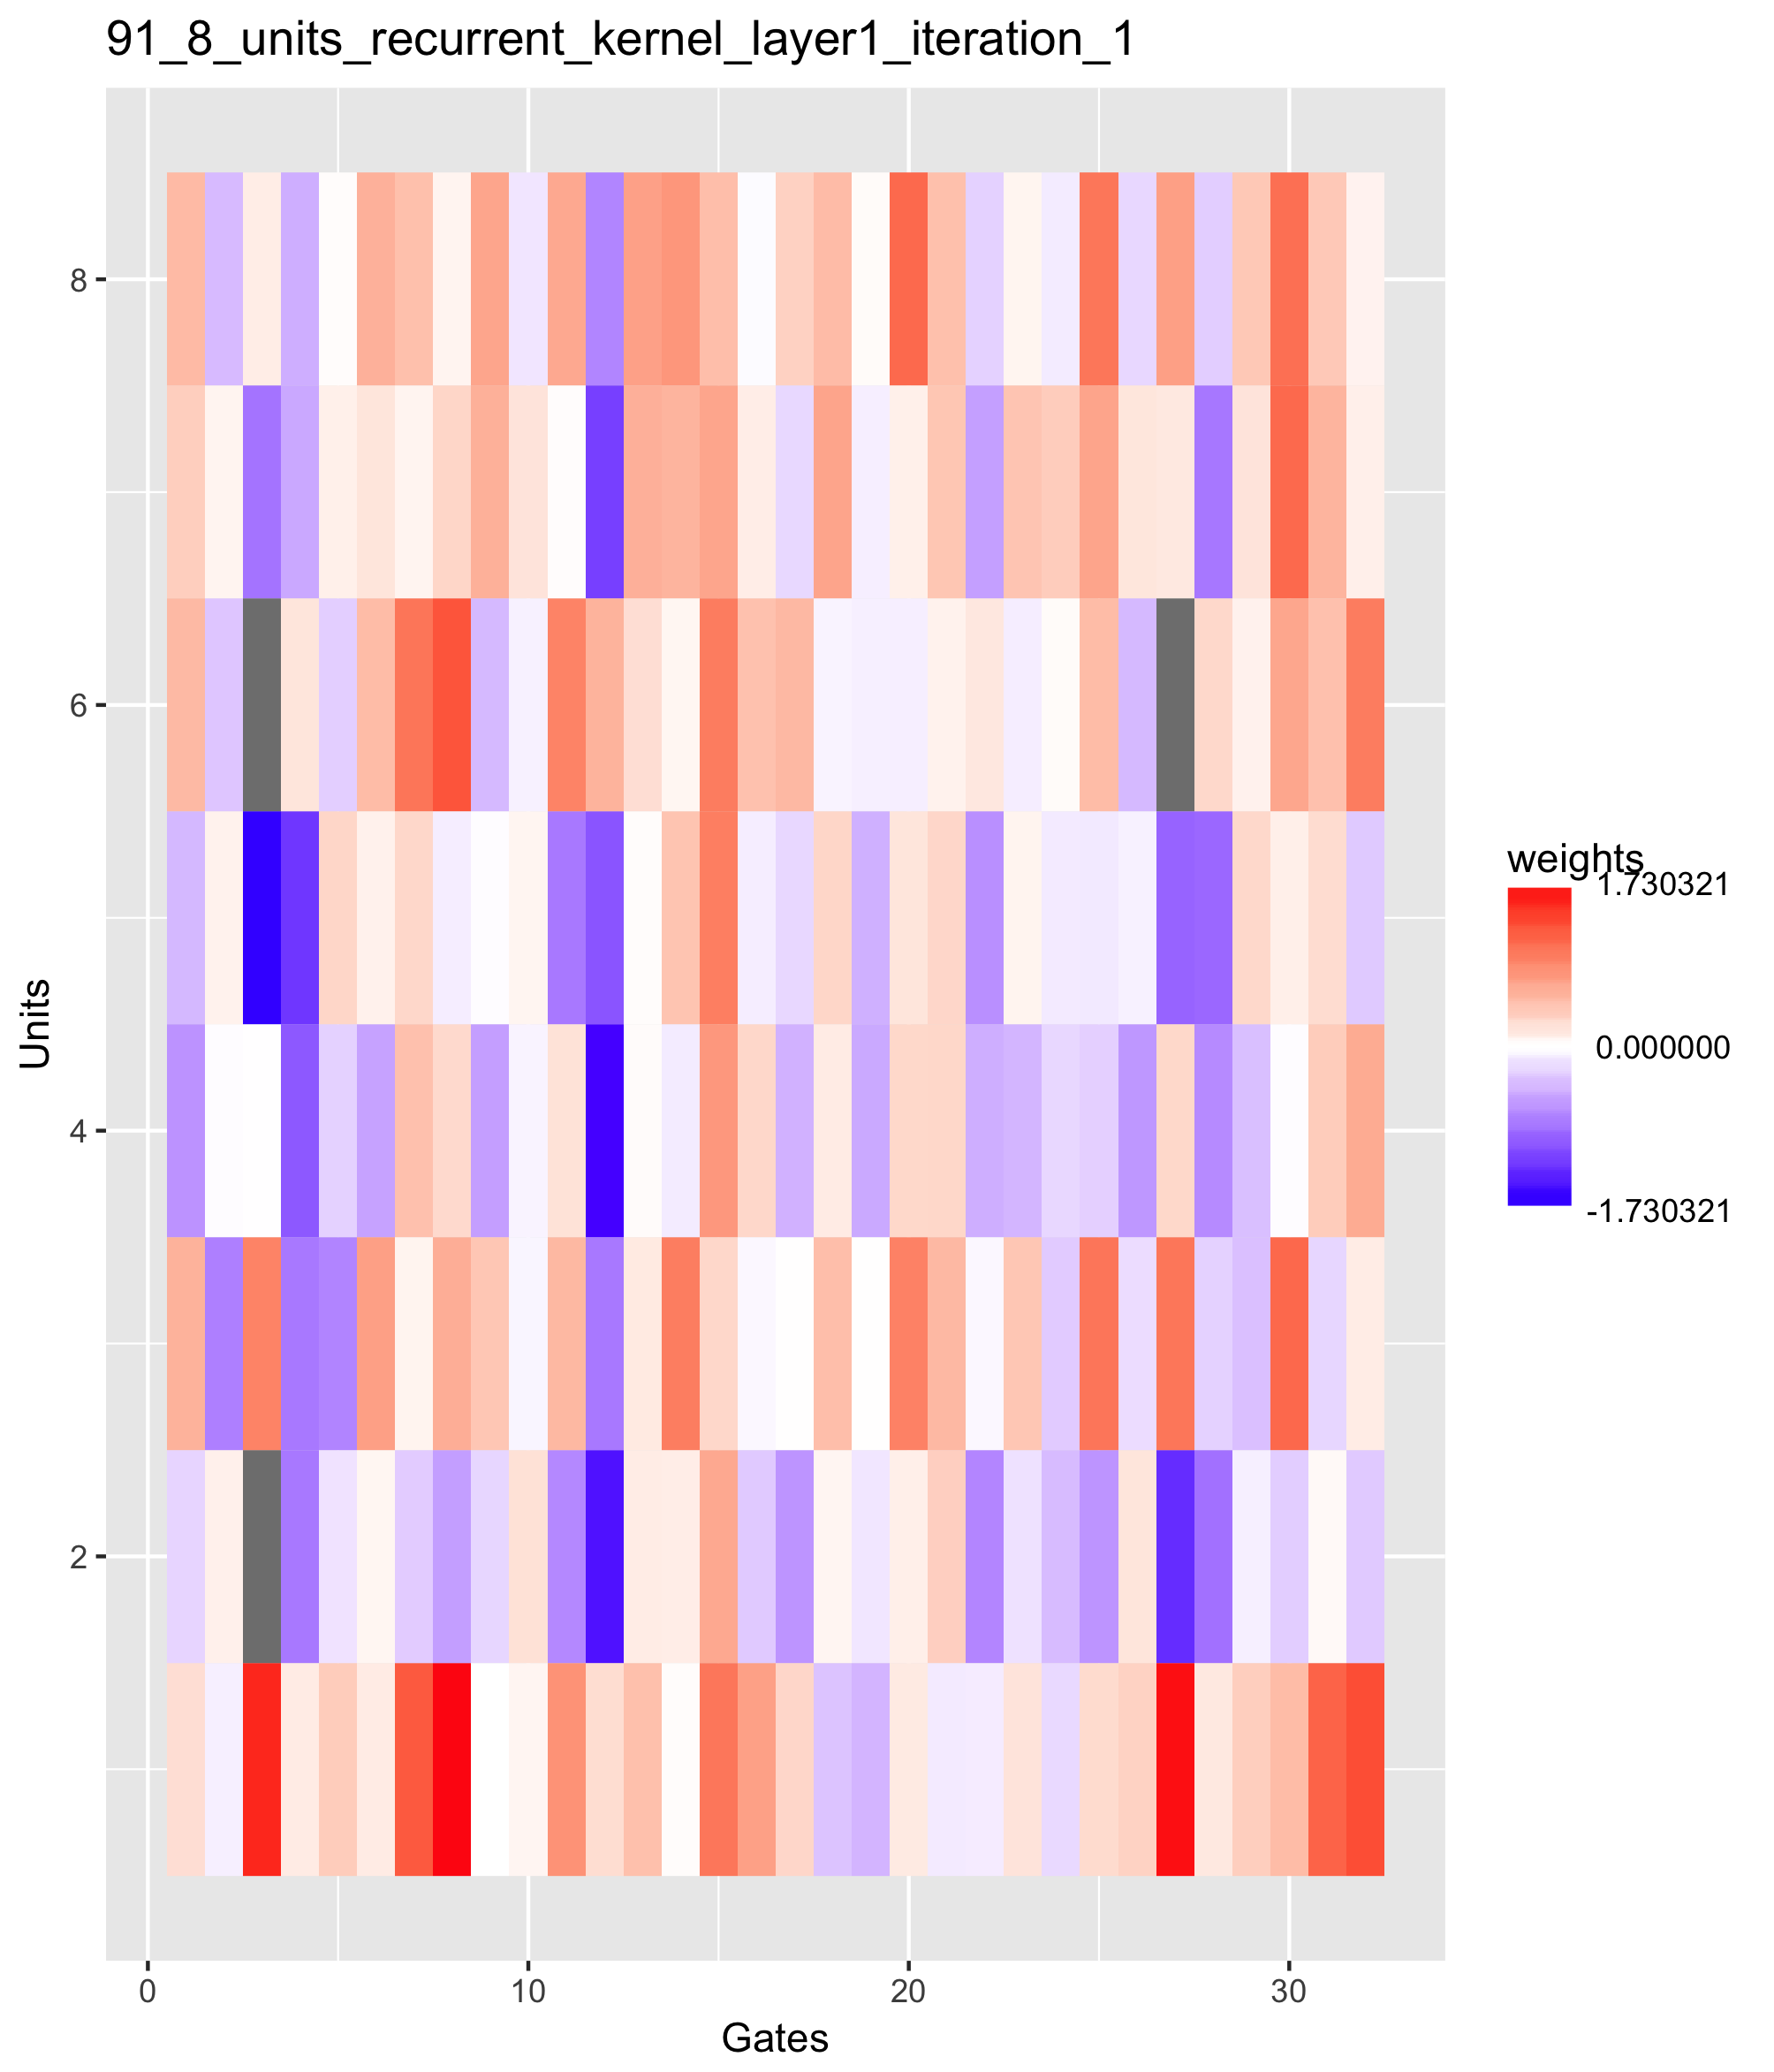 91_8_units_recurrent_kernel_layer1_iteration_1
8
6
4
2
Units
0
10
20
30
Gates
weights
1.730321
0.000000
-1.730321